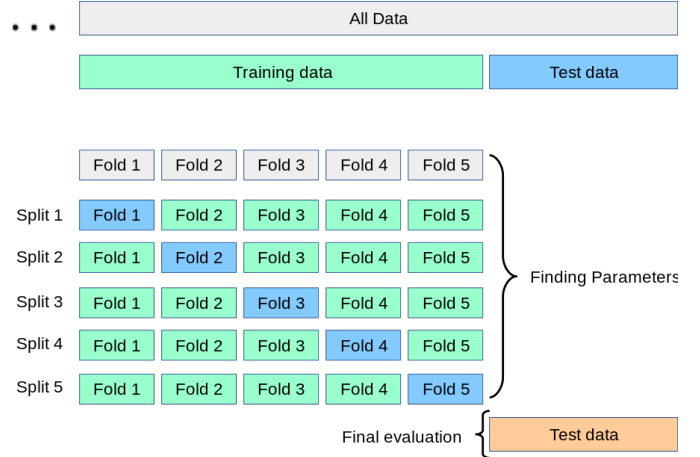 All Data
Training data Test data
Fold 1 Fold 2 Fold 3 Fold 4 Fold 5
Split 1 Fold 1 Fold 2 Fold 3 Fold 4 Fold 5
Split 2 Fold 1 Fold 2 Fold 3 Fold 4 Fold 5
Finding Parameters
Split 3 Fold 1 Fold 2 Fold 3 Fold 4 Fold 5
Split 4 Fold 1 Fold 2 Fold 3 Fold 4 Fold 5
Split 5 Fold 1 Fold 2 Fold 3 Fold 4 Fold 5
Final evaluation Test data